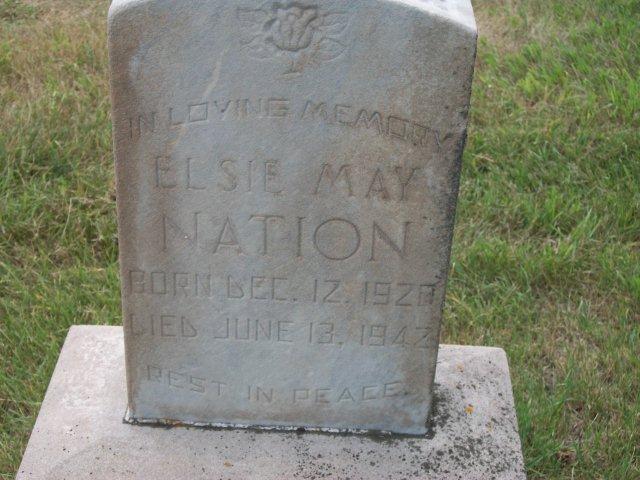 IN LOVING MEMORY
ELSIE MAY
NATION
BORN DEC. 12, 1920
DIED JUNE 13, 1942
REST IN PEACE